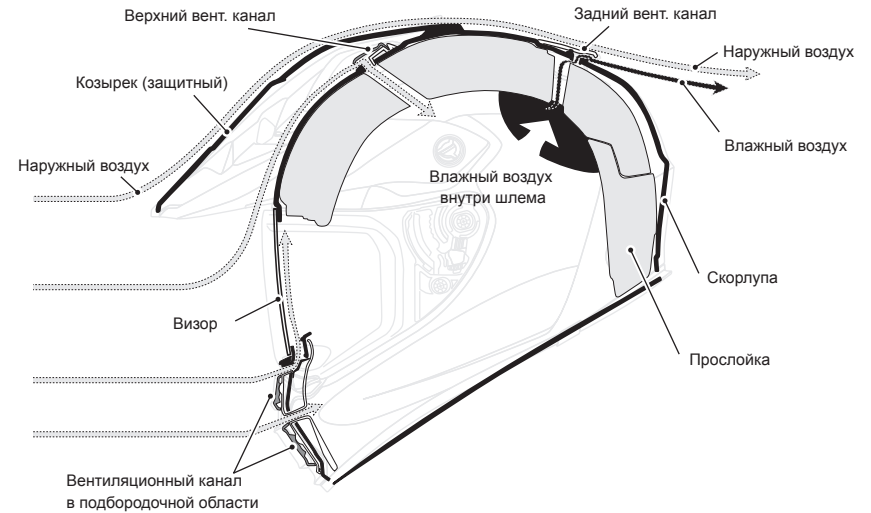 Верхний вент. канал
Задний вент. канал
Наружный воздух
Козырек (защитный)
Влажный воздух
Наружный воздух
Влажный воздух
внутри шлема
Скорлупа
Визор
Прослойка
Вентиляционный канал
в подбородочной области